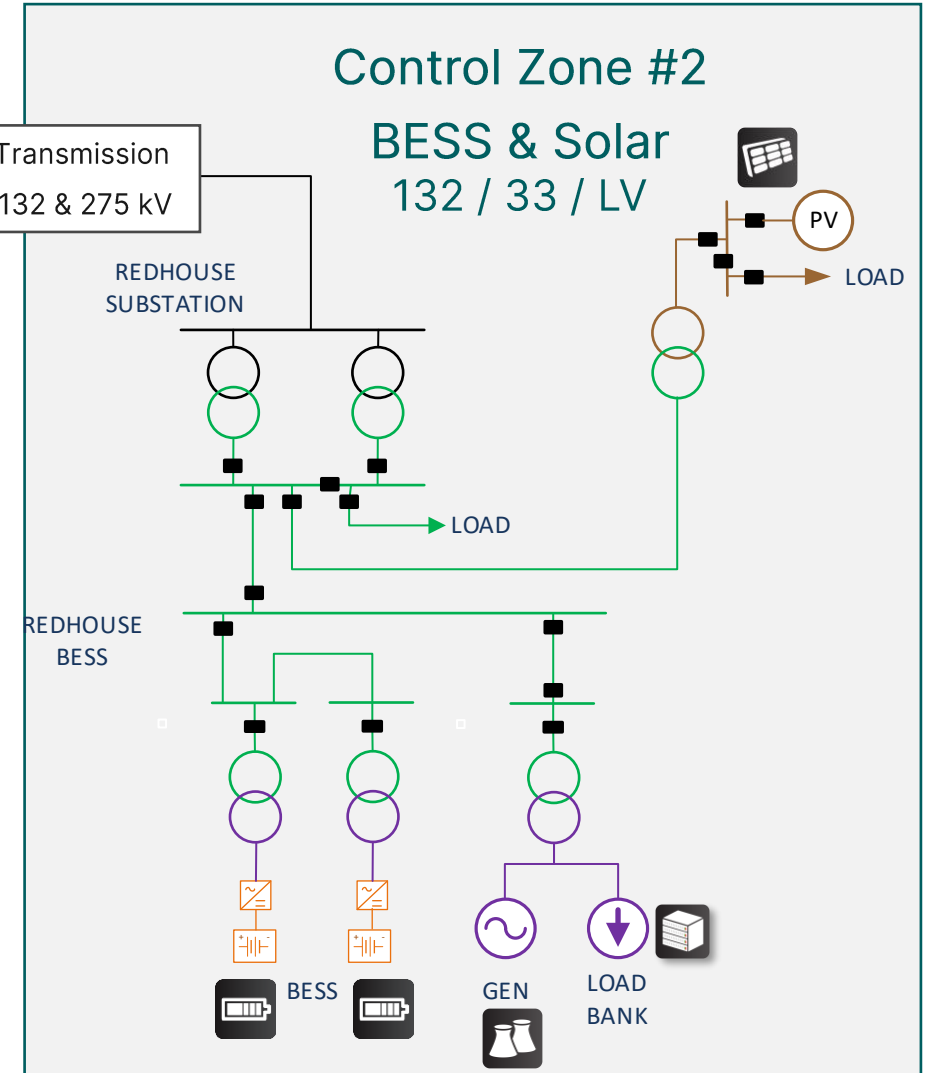 Control Zone #2
BESS & Solar
132 / 33 / LV
Transmission
132 & 275 kV
PV
LOAD
REDHOUSE
SUBSTATION
LOAD
REDHOUSE
BESS
BESS
GEN
LOAD
BANK